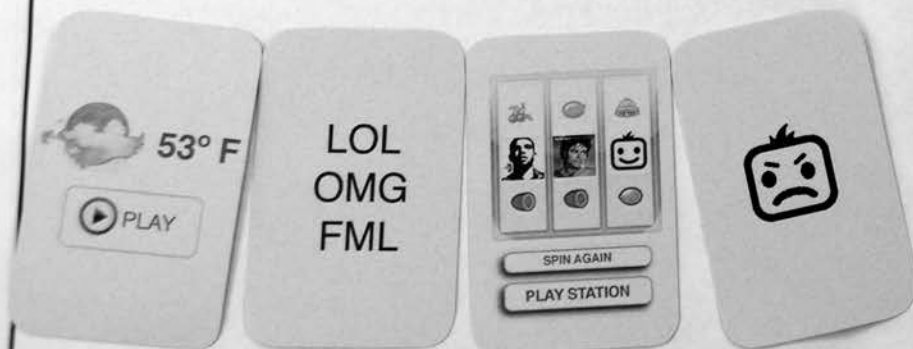 53° F
PLAY
LOL
OMG
FML
SPIN AGAIN
PLAY STATION